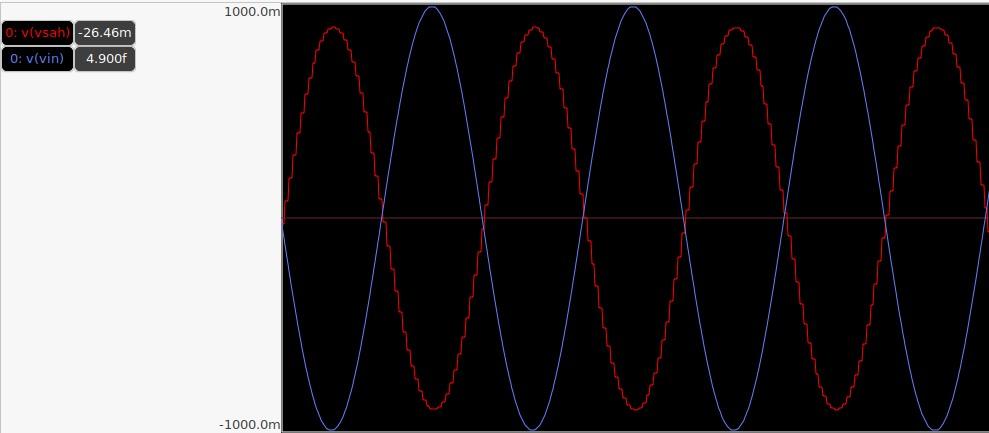 1000.0m
0: v(vsah) -26.46m
0: v(vin) 4.900f
-1000.0m